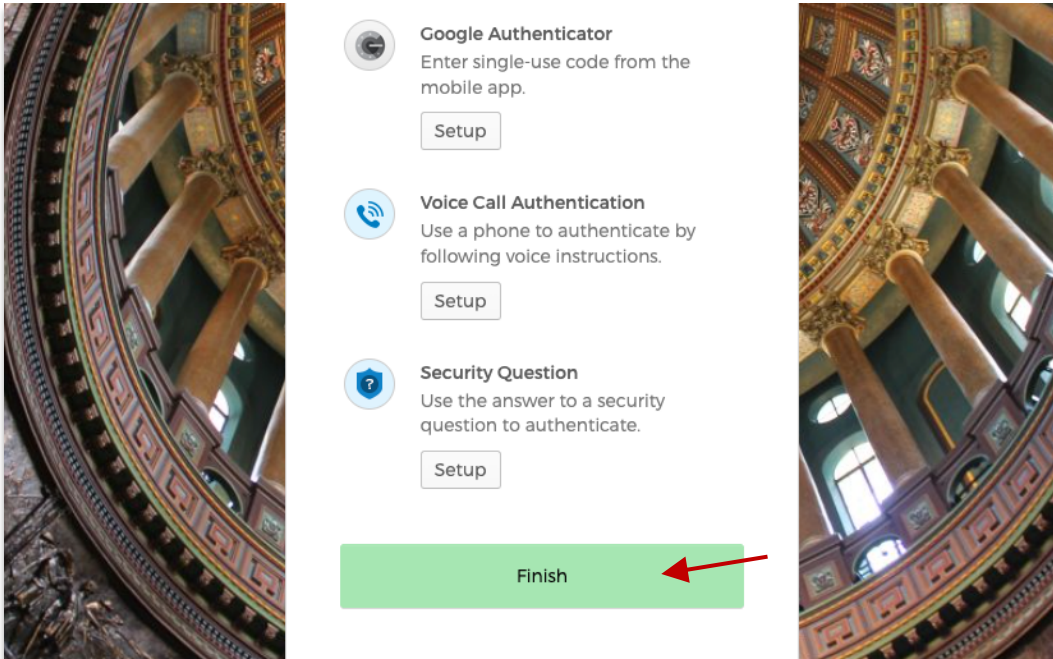 Google Authenticator
Enter single-use code from the
mobile app.
Setup
Voice Call Authentication
Use a phone to authenticate by
following voice instructions.
Setup
Security Question
Use the answer to a security
question to authenticate.
Setup
Finish